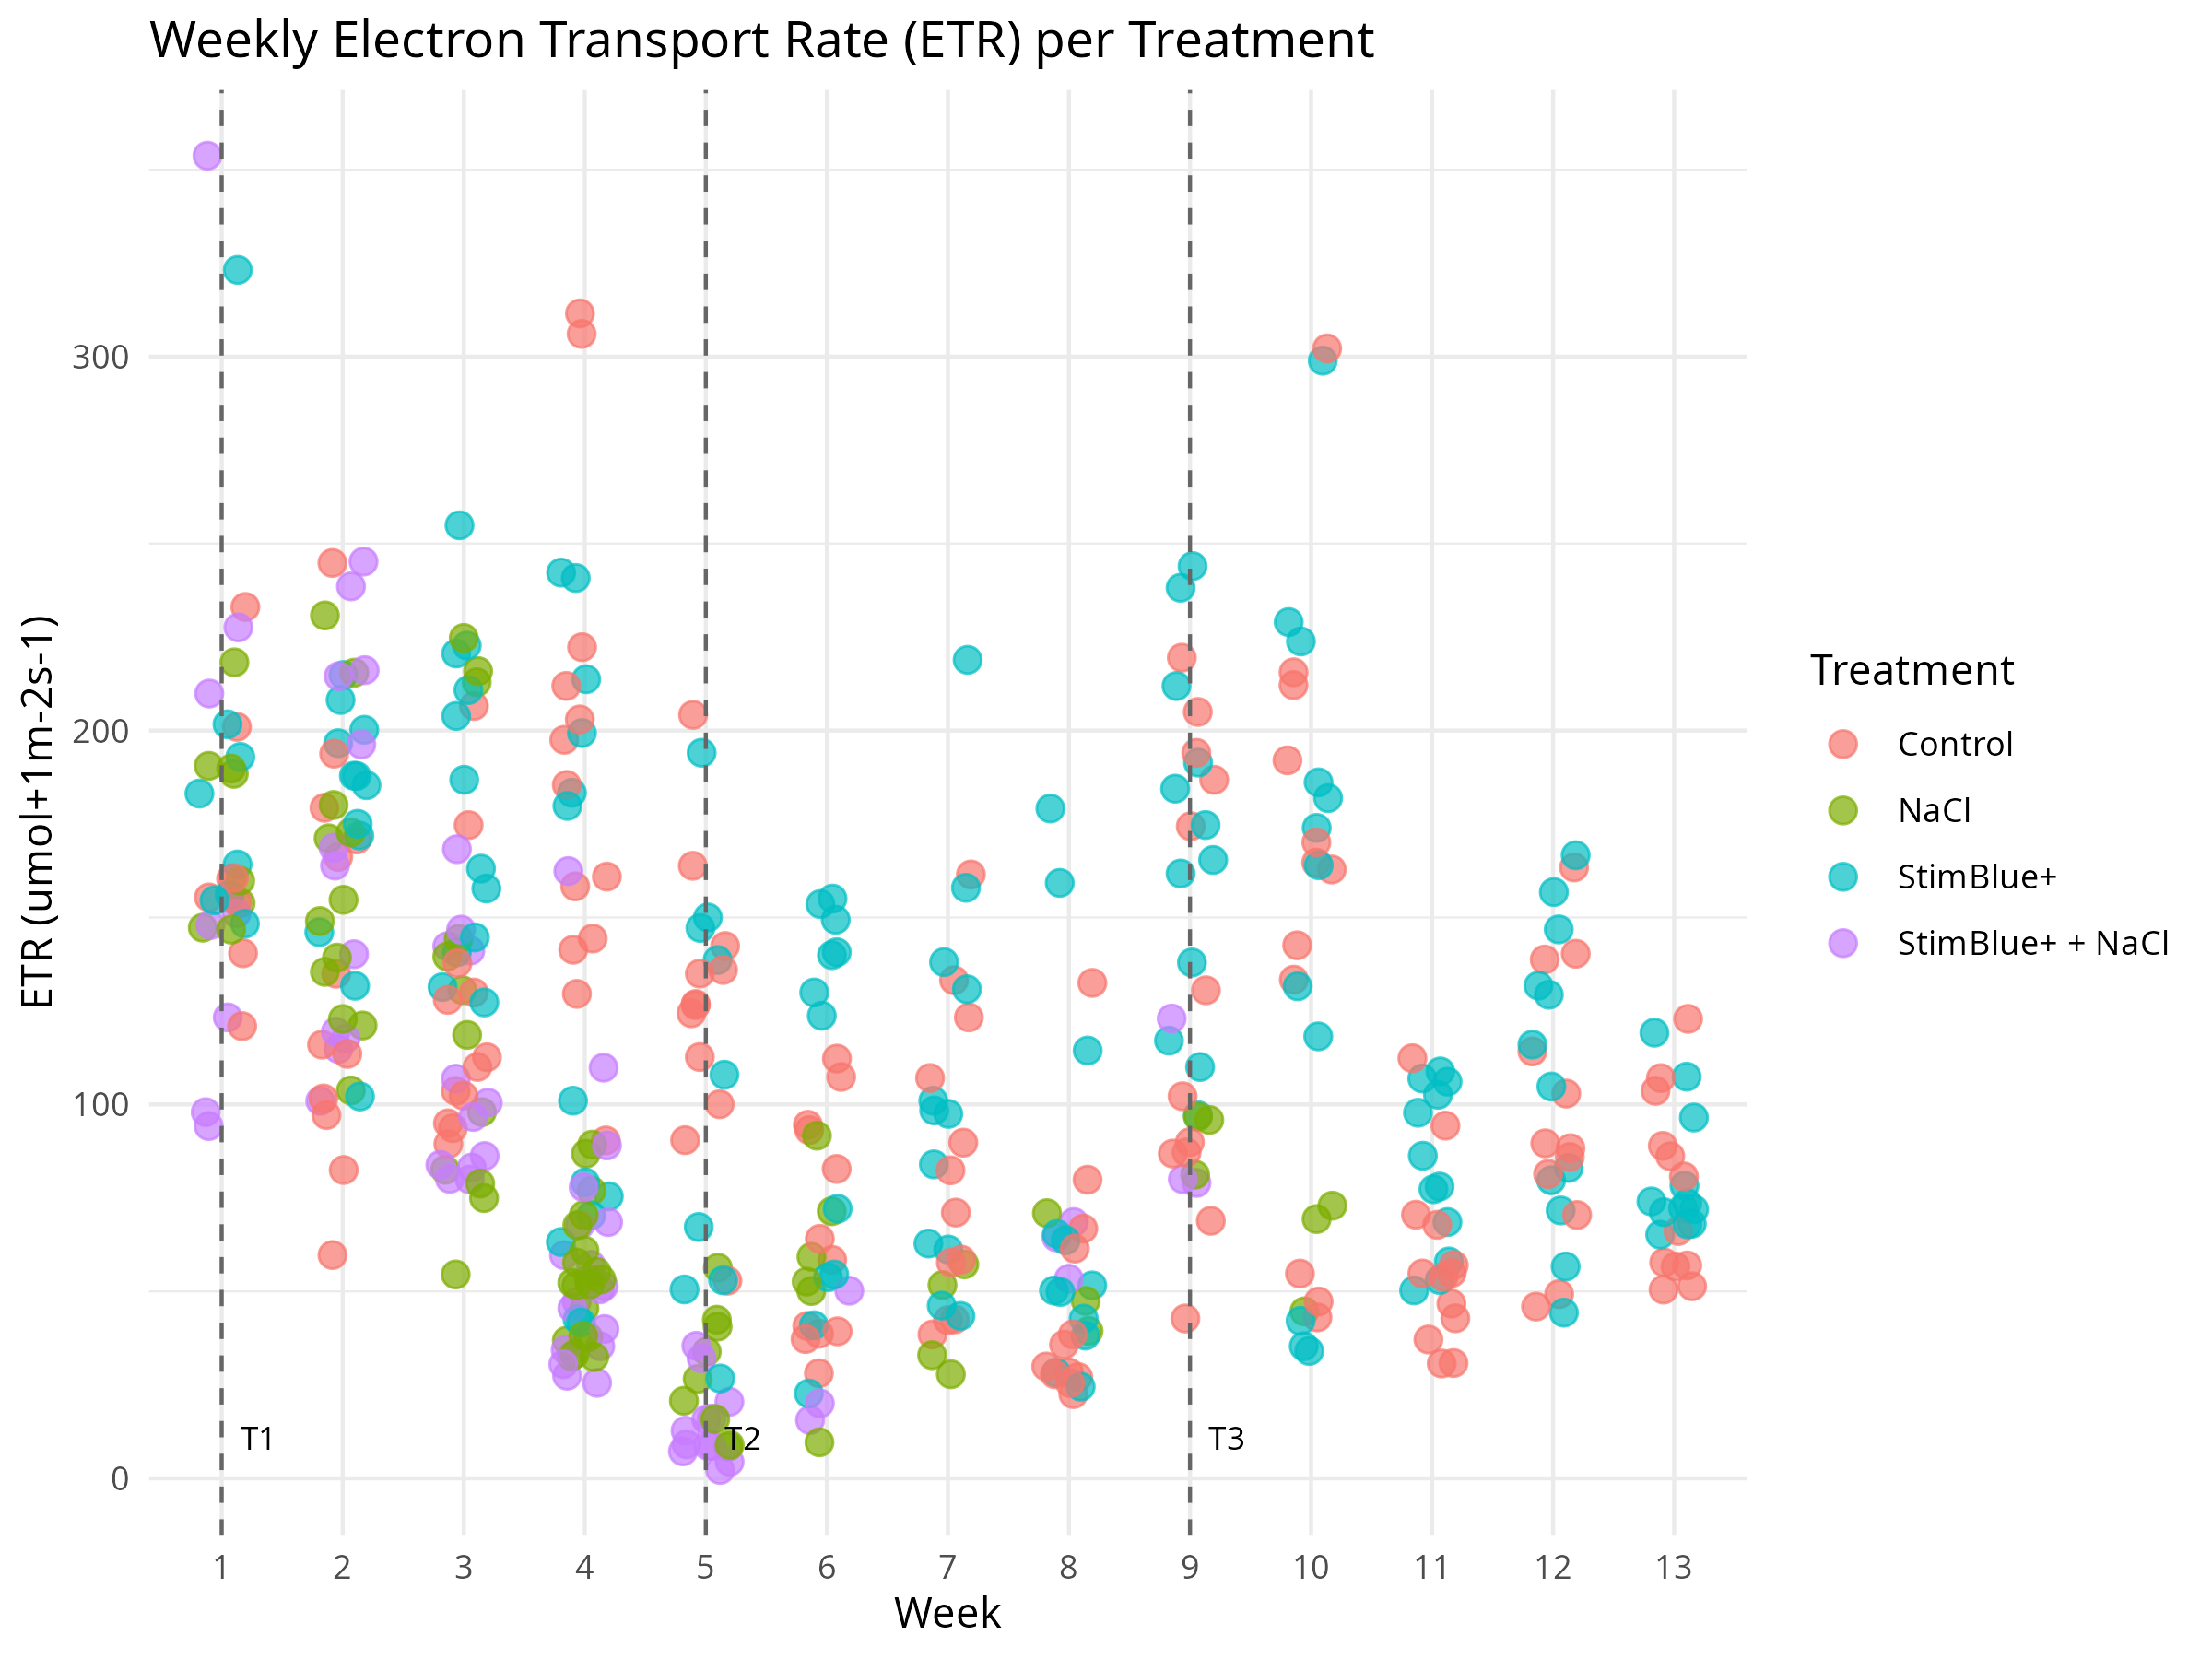 Weekly Electron Transport Rate (ETR) per Treatment
ETR (umol+1m-2s-1)
300
200
100
0
T1
T2
T3
1 2 3 4 5 6 7 8 9 10 11 12 13
Week
Treatment
Control
NaCl
StimBlue+
StimBlue+ + NaCl